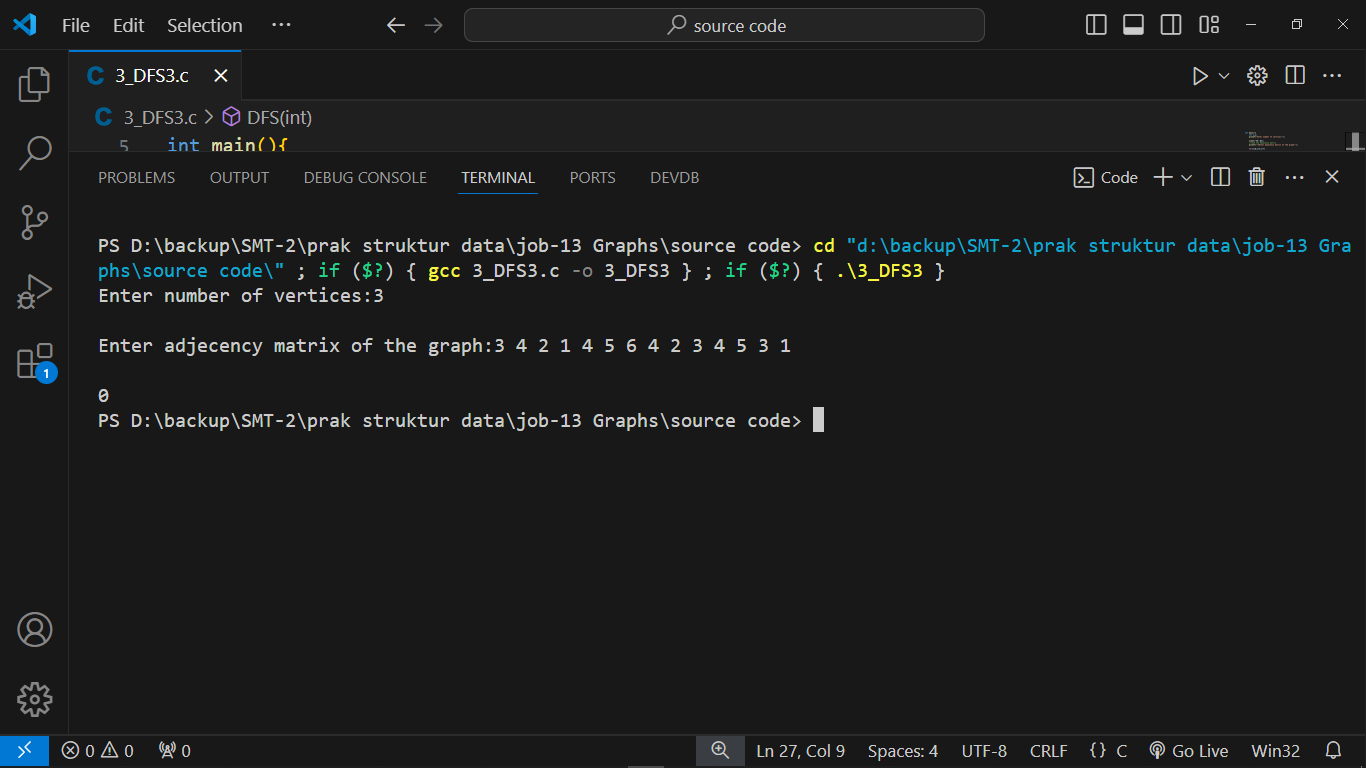 File Edit Selection ··· source code
C 3_DFS3.c
C 3_DFS3.c > DFS(int)
5 int main(){
PROBLEMS OUTPUT DEBUG CONSOLE TERMINAL PORTS DEVDB Code
PS D:\backup\SMT-2\prak struktur data\job-13 Graphs\source code> cd "d:\backup\SMT-2\prak struktur data\job-13 Gra
phs\source code\" ; if ($?) { gcc 3_DFS3.c -o 3_DFS3 } ; if ($?) { .\3_DFS3 }
Enter number of vertices:3
Enter adjecency matrix of the graph:3 4 2 1 4 5 6 4 2 3 4 5 3 1
0
PS D:\backup\SMT-2\prak struktur data\job-13 Graphs\source code>
1
0 0 0 Ln 27, Col 9 Spaces: 4 UTF-8 CRLF {} C Go Live Win32